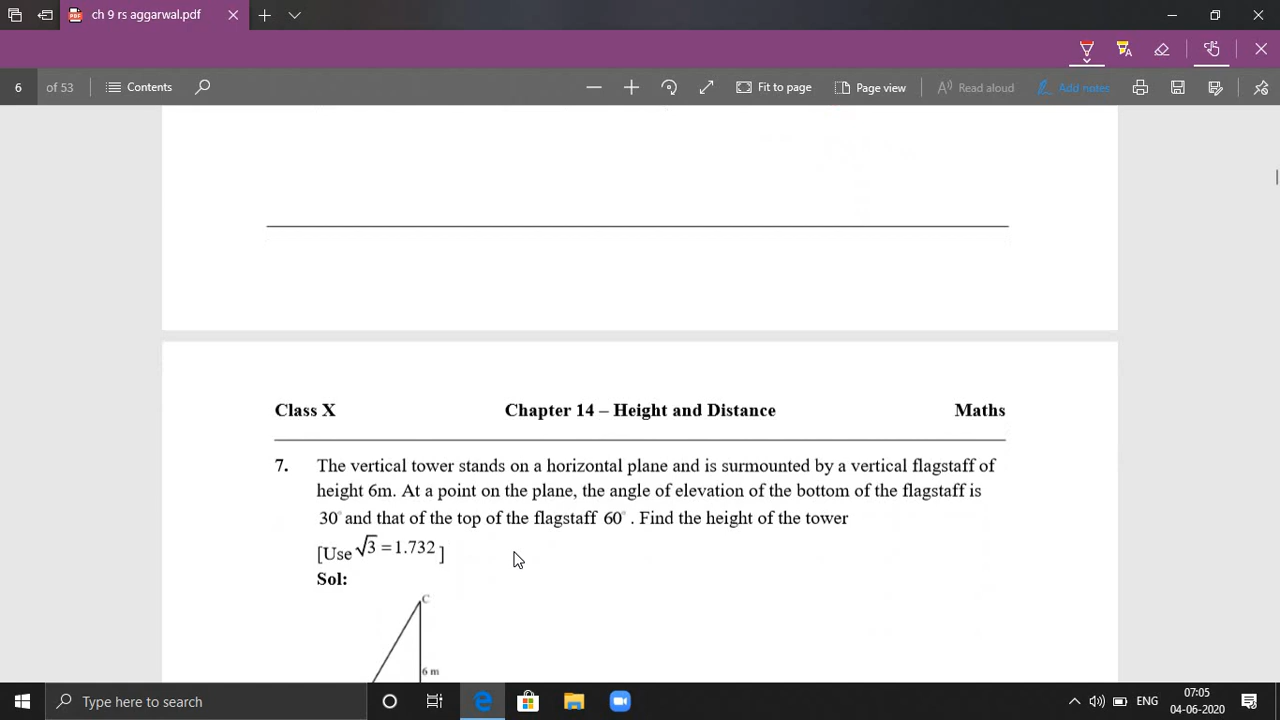 ch 9 rs aggarwal.pdf
6 of 53 Contents Fit to page Page view Read aloud Add notes
Class X Chapter 14 – Height and Distance Maths
7. The vertical tower stands on a horizontal plane and is surmounted by a vertical flagstaff of
height 6m. At a point on the plane, the angle of elevation of the bottom of the flagstaff is
30° and that of the top of the flagstaff 60° . Find the height of the tower
[Use √3 = 1.732 ]
Sol:
C
6 m
Type here to search
ENG
07:05
04-06-2020